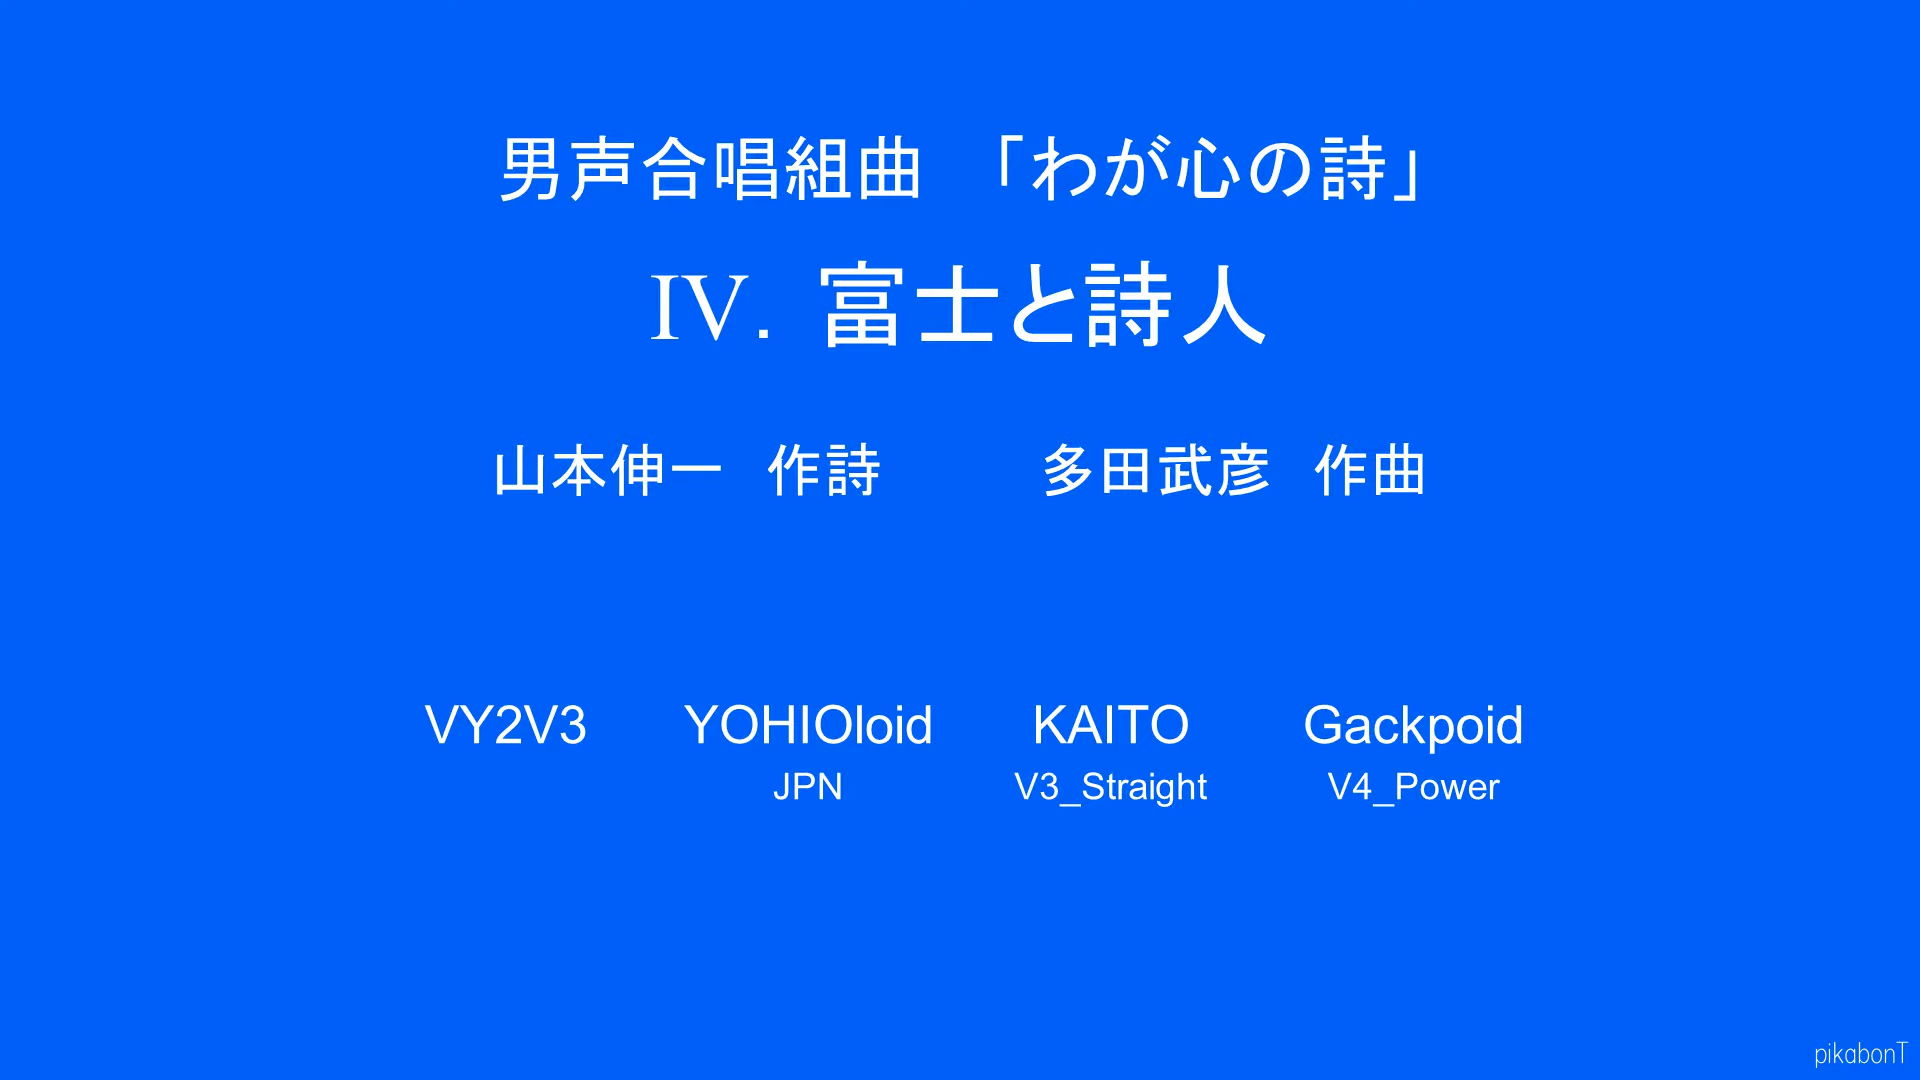 男声合唱組曲　「わが心の詩」
Ⅳ．富士と詩人
山本伸一　作詩　　　多田武彦　作曲
VY2V3　YOHIOloid　KAITO　Gackpoid
JPN　V3_Straight　V4_Power
pikabonT